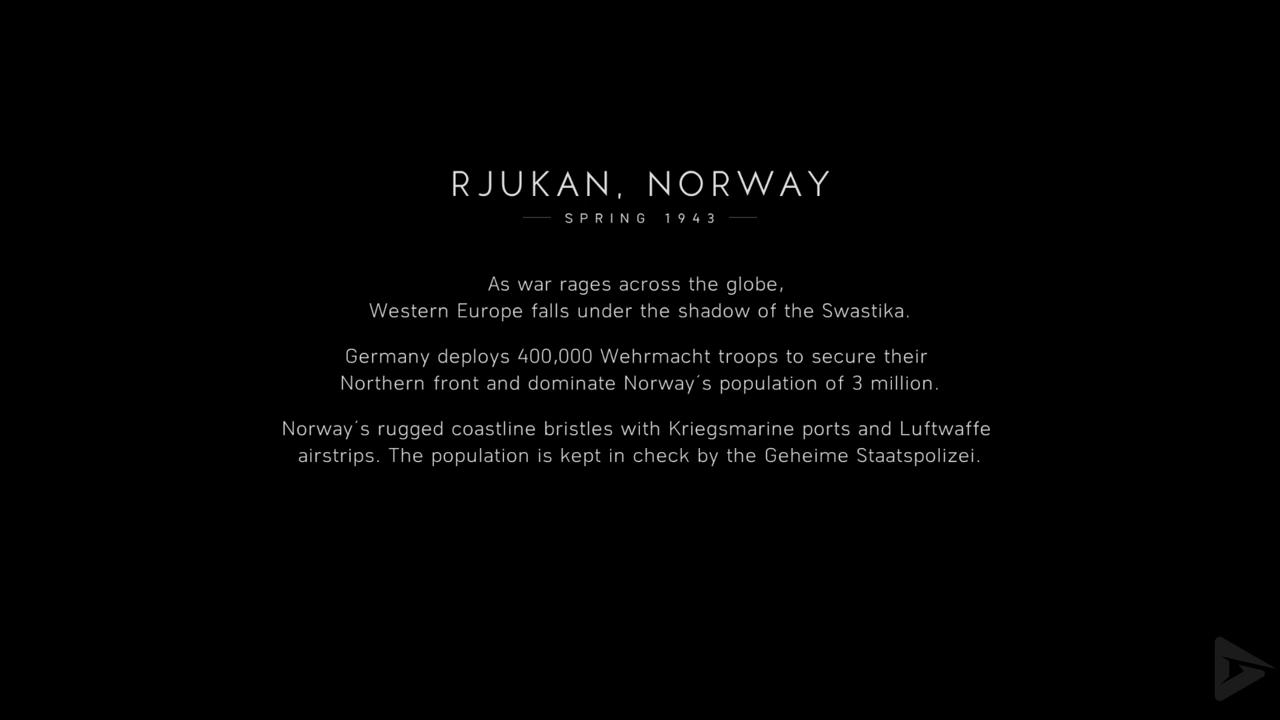 RJUKAN, NORWAY
SPRING 1943
As war rages across the globe,
Western Europe falls under the shadow of the Swastika.
Germany deploys 400,000 Wehrmacht troops to secure their
Northern front and dominate Norway´s population of 3 million.
Norway´s rugged coastline bristles with Kriegsmarine ports and Luftwaffe
airstrips. The population is kept in check by the Geheime Staatspolizei.